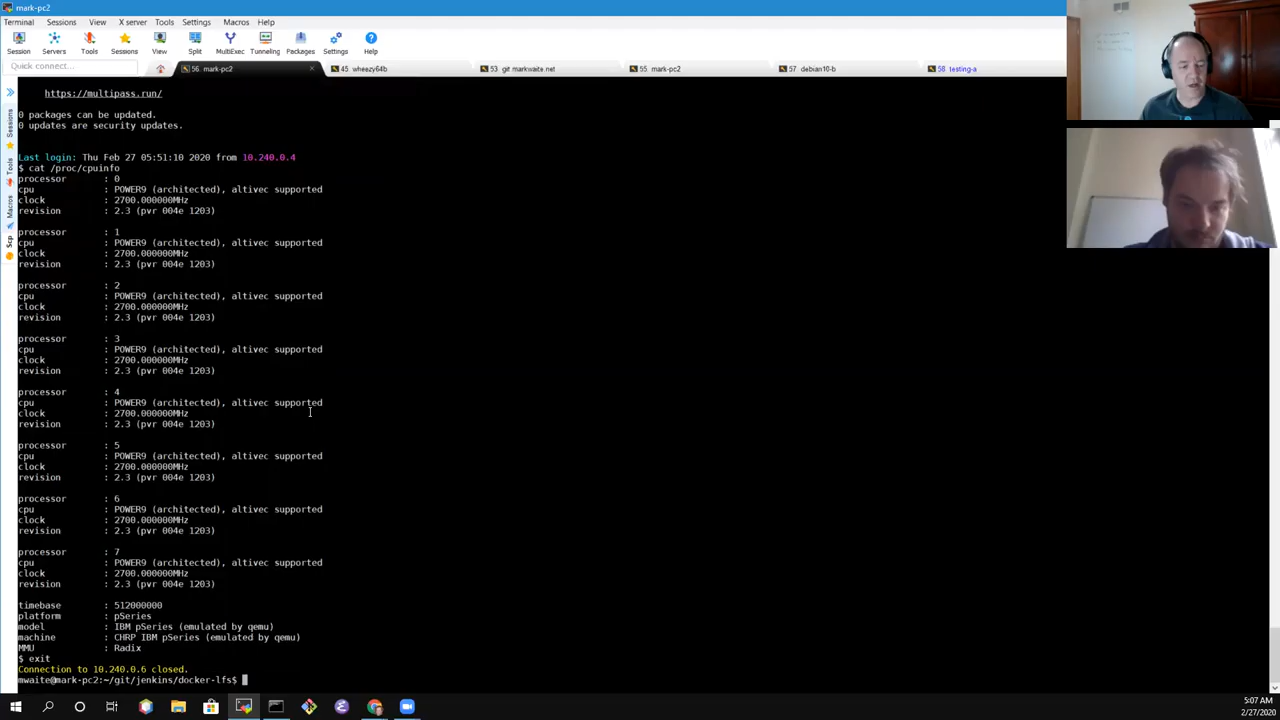 mark-pc2
Terminal Sessions View X server Tools Settings Macros Help
Session Servers Tools Sessions View Split MultiExec Tunneling Packages Settings Help
Quick connect...
56. mark-pc2
45. wheezy64b
53. git.markwaite.net
55. mark-pc2
57. debian10-b
58. testing-a
Sessions
Tools
Macros
Scp
https://multipass.run/
0 packages can be updated.
0 updates are security updates.
Last login: Thu Feb 27 05:51:10 2020 from 10.240.0.4
$ cat /proc/cpuinfo
processor : 0
cpu : POWER9 (architected), altivec supported
clock : 2700.000000MHz
revision : 2.3 (pvr 004e 1203)
processor : 1
cpu : POWER9 (architected), altivec supported
clock : 2700.000000MHz
revision : 2.3 (pvr 004e 1203)
processor : 2
cpu : POWER9 (architected), altivec supported
clock : 2700.000000MHz
revision : 2.3 (pvr 004e 1203)
processor : 3
cpu : POWER9 (architected), altivec supported
clock : 2700.000000MHz
revision : 2.3 (pvr 004e 1203)
processor : 4
cpu : POWER9 (architected), altivec supported
clock : 2700.000000MHz
revision : 2.3 (pvr 004e 1203)
processor : 5
cpu : POWER9 (architected), altivec supported
clock : 2700.000000MHz
revision : 2.3 (pvr 004e 1203)
processor : 6
cpu : POWER9 (architected), altivec supported
clock : 2700.000000MHz
revision : 2.3 (pvr 004e 1203)
processor : 7
cpu : POWER9 (architected), altivec supported
clock : 2700.000000MHz
revision : 2.3 (pvr 004e 1203)
timebase : 512000000
platform : pSeries
model : IBM pSeries (emulated by qemu)
machine : CHRP IBM pSeries (emulated by qemu)
MMU : Radix
$ exit
Connection to 10.240.0.6 closed.
mwaite@mark-pc2:~/git/jenkins/docker-lfs$
5:07 AM
2/27/2020